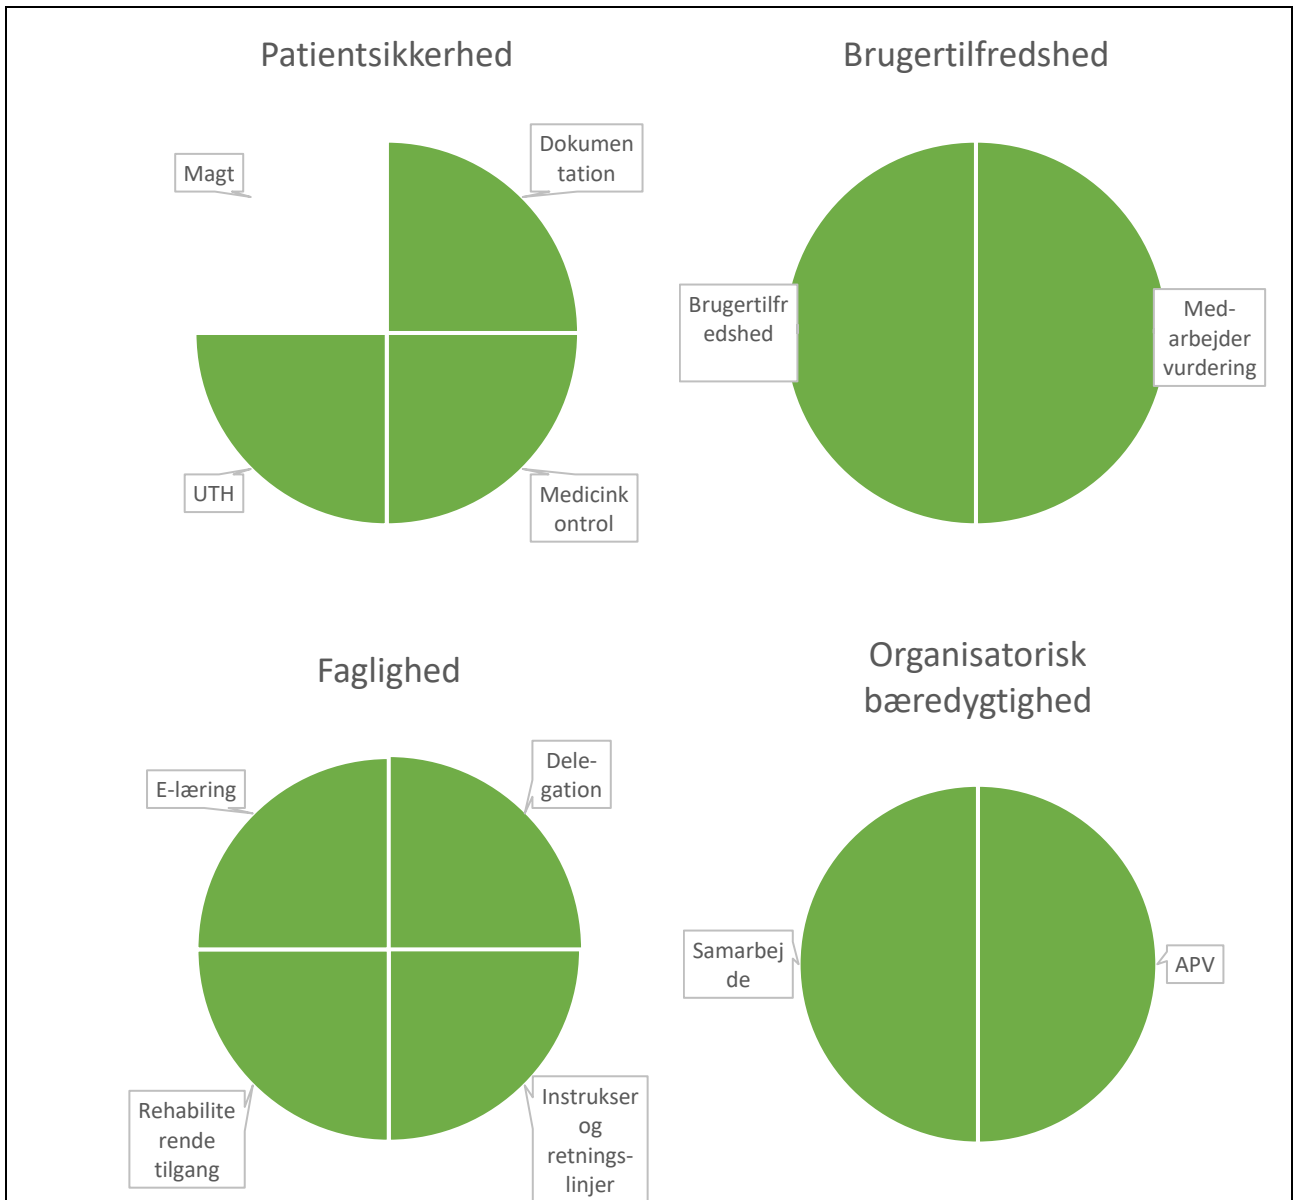 Patientsikkerhed
Magt
Dokumen
tation
UTH
Medicink
ontrol
Brugertilfredshed
Brugertilfr
edshed
Med-
arbejder
vurdering
Faglighed
E-læring
Dele-
gation
Rehabilite
rende
tilgang
Instrukser
og
retnings-
linjer
Organisatorisk
bæredygtighed
Samarbej
de
APV